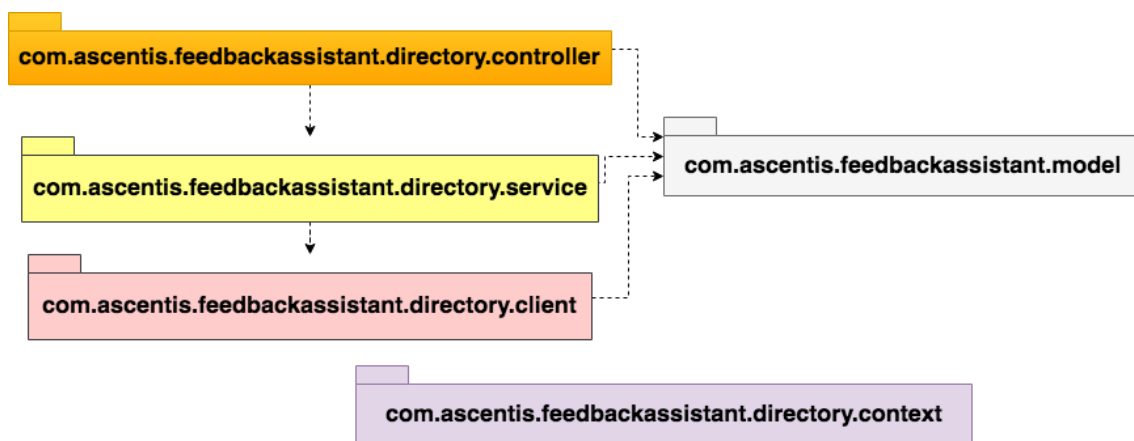 com.ascentis.feedbackassistant.directory.controller
com.ascentis.feedbackassistant.model
com.ascentis.feedbackassistant.directory.service
com.ascentis.feedbackassistant.directory.client
com.ascentis.feedbackassistant.directory.context